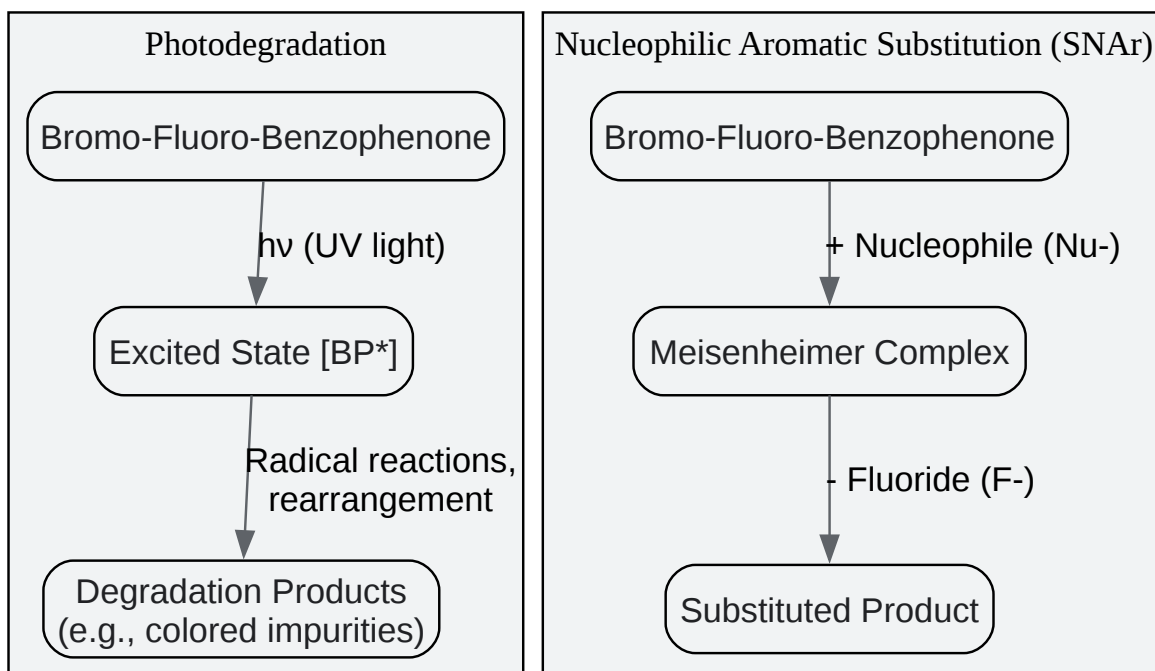 Photodegradation
Bromo-Fluoro-Benzophenone
hν (UV light)
Excited State [BP*]
Radical reactions,
rearrangement
Degradation Products
(e.g., colored impurities)
Nucleophilic Aromatic Substitution (SNAr)
Bromo-Fluoro-Benzophenone
+ Nucleophile (Nu-)
Meisenheimer Complex
- Fluoride (F-)
Substituted Product